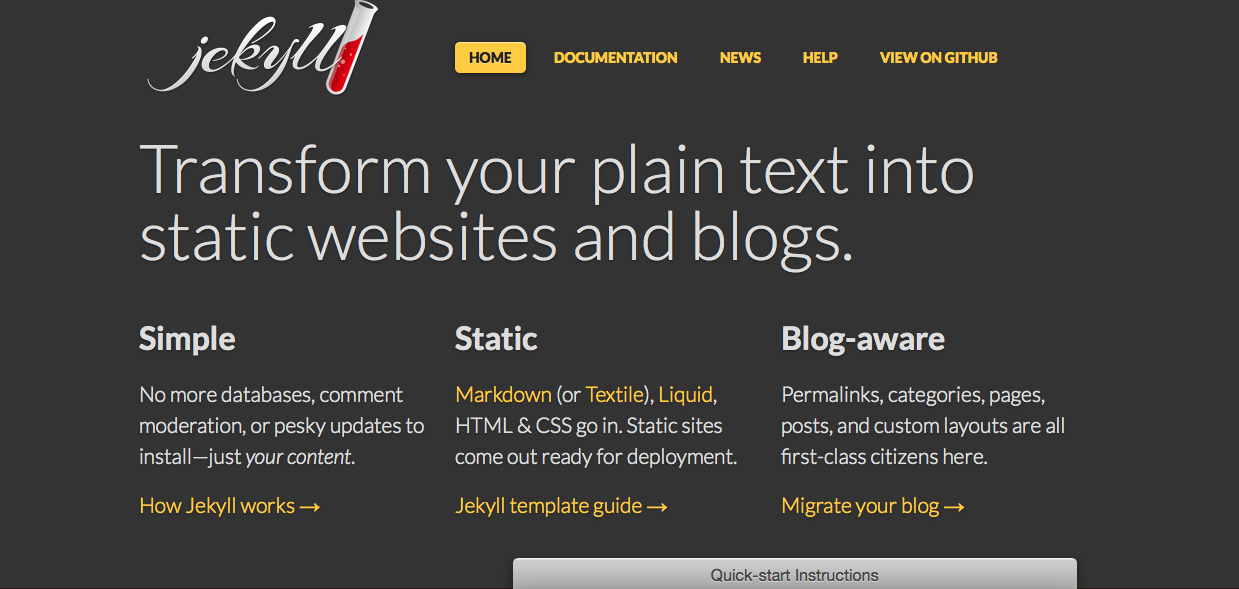 jekyll
HOME DOCUMENTATION NEWS HELP VIEW ON GITHUB
Transform your plain text into
static websites and blogs.
Simple
No more databases, comment
moderation, or pesky updates to
install—just your content.
How Jekyll works →
Static
Markdown (or Textile), Liquid,
HTML & CSS go in. Static sites
come out ready for deployment.
Jekyll template guide →
Blog-aware
Permalinks, categories, pages,
posts, and custom layouts are all
first-class citizens here.
Migrate your blog →
Quick-start Instructions